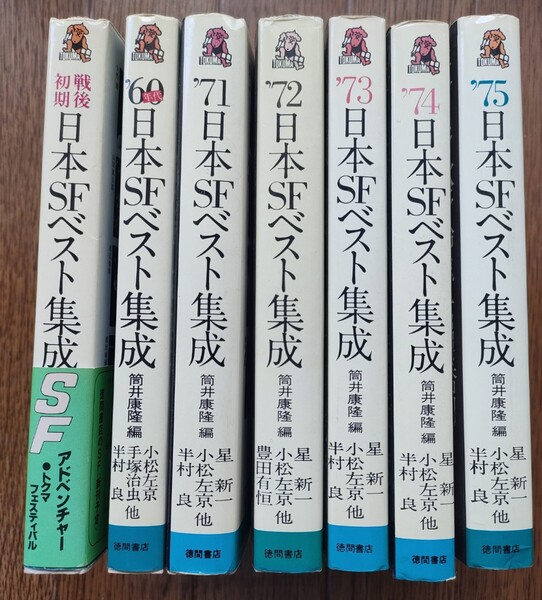 戦後
初期
日本SFベスト集成
SF
アドベンチャー
●トクマ
フェスティバル
'60年代
日本SFベスト集成
筒井康隆 編
小松左京
手塚治虫 他
半村 良
徳間書店
'71
日本SFベスト集成
筒井康隆 編
星 新一
小松左京 他
半村 良
徳間書店
'72
日本SFベスト集成
筒井康隆 編
星 新一
小松左京 他
豊田有恒
徳間書店
'73
日本SFベスト集成
筒井康隆 編
星 新一
小松左京 他
半村 良
徳間書店
'74
日本SFベスト集成
筒井康隆 編
星 新一
小松左京 他
半村 良
徳間書店
'75
日本SFベスト集成
筒井康隆 編
星 新一
小松左京 他
半村 良
徳間書店